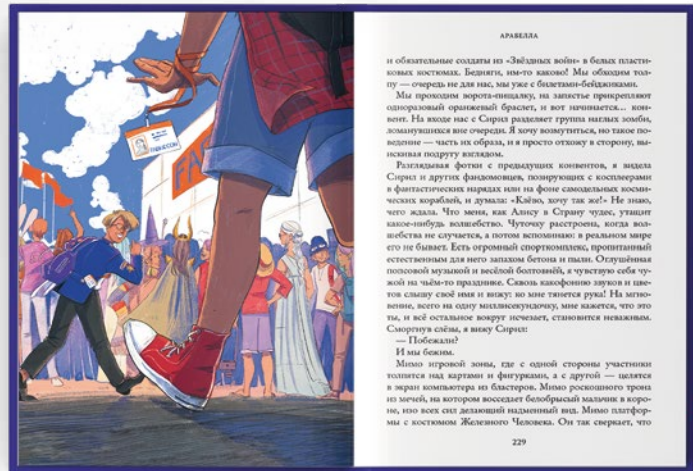 FAB
FABULCON
АРАБЕЛЛА
и обязательные солдаты из «Звёздных войн» в белых пласти-
ковых костюмах. Бедняги, им-то каково! Мы обходим тол-
пу — очередь не для нас, мы уже с билетами-бейджиками.
Мы проходим ворота-пищалку, на запястье прикрепляют
одноразовый оранжевый браслет, и вот начинается... кон-
вент. На входе нас с Сирил разделяет группа наглых зомби,
ломанувшихся вне очереди. Я хочу возмутиться, но такое по-
ведение — часть их образа, и я просто отхожу в сторону, вы-
искивая подругу взглядом.
Разглядывая фотки с предыдущих конвентов, я видела
Сирил и других фандомовцев, позирующих с косплеерами
в фантастических нарядах или на фоне самодельных косми-
ческих кораблей, и думала: «Клёво, хочу так же!» Не знаю,
чего ждала. Что меня, как Алису в Страну чудес, утащит
какое-нибудь волшебство. Чуточку расстроена, когда вол-
шебства не случается, а потом вспоминаю: в реальном мире
его не бывает. Есть огромный спорткомплекс, пропитанный
естественным для него запахом бетона и пыли. Оглушённая
попсовой музыкой и весёлой болтовнёй, я чувствую себя чу-
жой на чьём-то празднике. Сквозь какофонию звуков и цве-
тов слышу своё имя и вижу: ко мне тянется рука! На мгно-
вение, всего на одну миллисекундочку, мне кажется, что это
ты, и всё остальное вокруг исчезает, становится неважным.
Сморгнув слёзы, я вижу Сирил:
— Побежали?
И мы бежим.
Мимо игровой зоны, где с одной стороны участники
толпятся над картами и фигурками, а с другой — целятся
в экран компьютера из бластеров. Мимо роскошного трона
из мечей, на котором восседает белобрысый мальчик в коро-
не, изо всех сил делающий надменный вид. Мимо платфор-
мы с костюмом Железного Человека. Он так сверкает, что
229